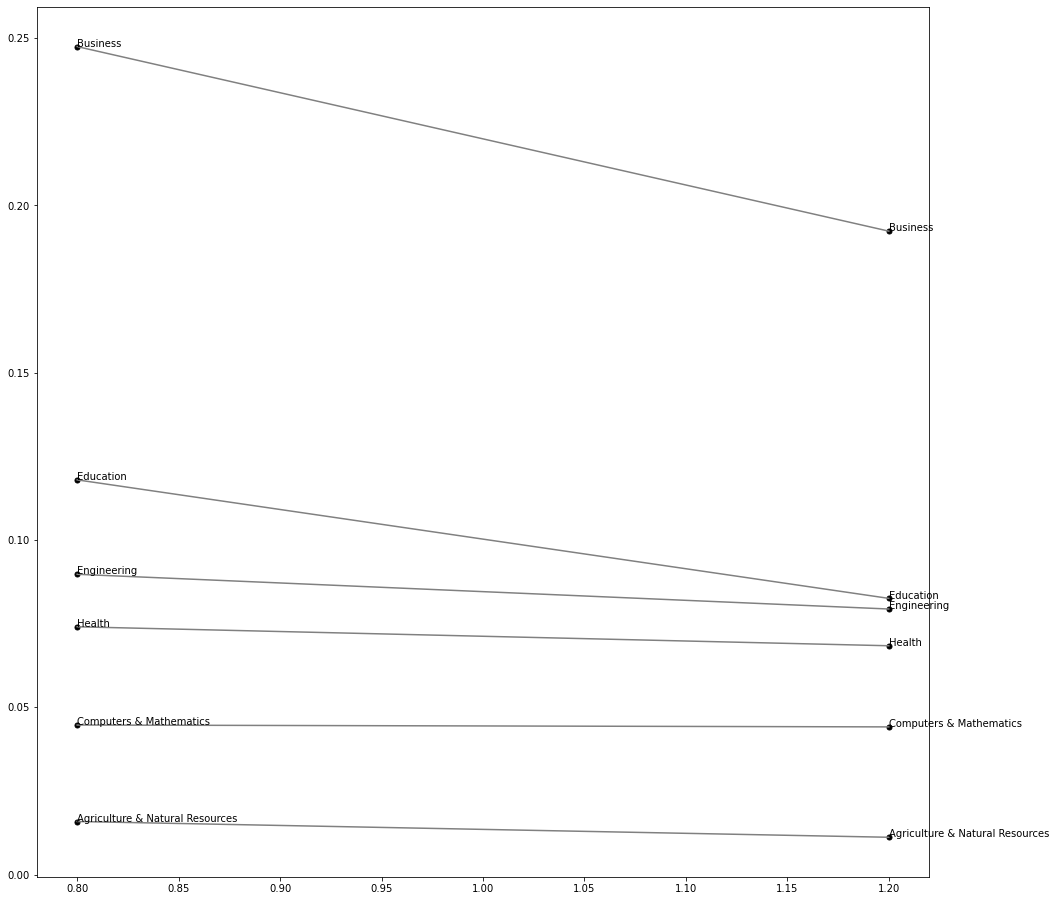 0.25
Business
0.20
Business
0.15
Education
0.10
Engineering
Education
Engineering
Health
Health
0.05
Computers & Mathematics
Computers & Mathematics
Agriculture & Natural Resources
Agriculture & Natural Resources
0.00
0.80 0.85 0.90 0.95 1.00 1.05 1.10 1.15 1.20